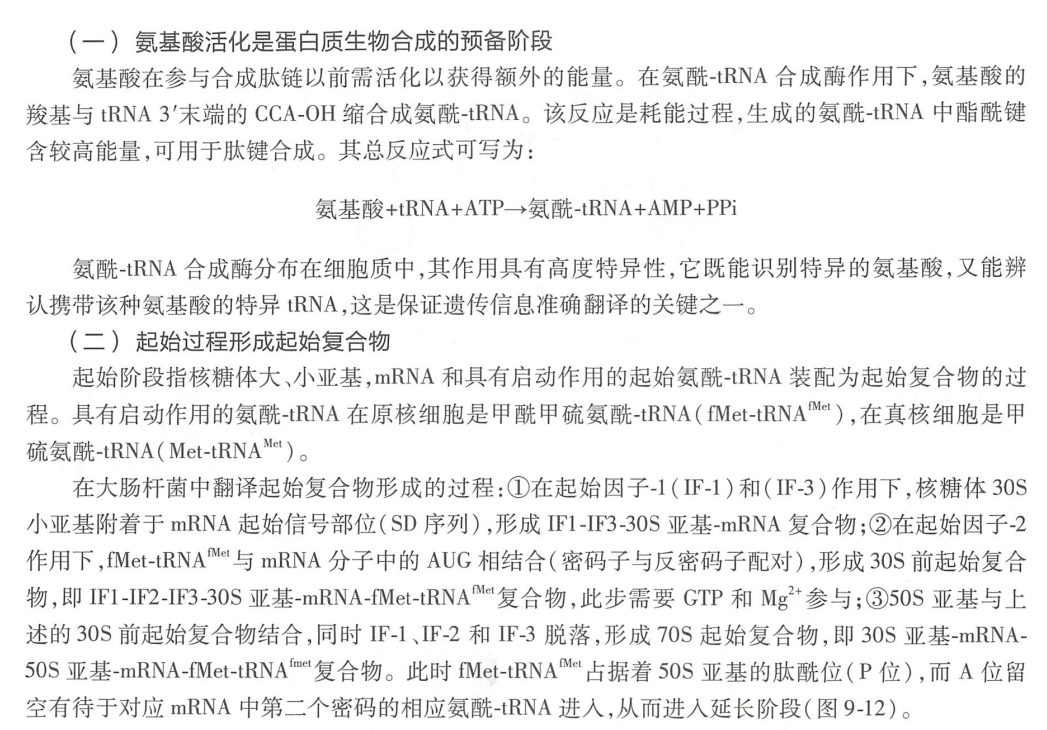 （一）氨基酸活化是蛋白质生物合成的预备阶段
氨基酸在参与合成肽链以前需活化以获得额外的能量。在氨酰-tRNA 合成酶作用下,氨基酸的
羧基与 tRNA 3′末端的 CCA-OH 缩合成氨酰-tRNA。该反应是耗能过程,生成的氨酰-tRNA 中酯酰键
含较高能量,可用于肽键合成。其总反应式可写为:
氨基酸+tRNA+ATP→氨酰-tRNA+AMP+PPi
氨酰-tRNA 合成酶分布在细胞质中,其作用具有高度特异性,它既能识别特异的氨基酸,又能辨
认携带该种氨基酸的特异 tRNA,这是保证遗传信息准确翻译的关键之一。
（二）起始过程形成起始复合物
起始阶段指核糖体大、小亚基,mRNA 和具有启动作用的起始氨酰-tRNA 装配为起始复合物的过
程。具有启动作用的氨酰-tRNA 在原核细胞是甲酰甲硫氨酰-tRNA(fMet-tRNA^fMet),在真核细胞是甲
硫氨酰-tRNA(Met-tRNA^Met)。
在大肠杆菌中翻译起始复合物形成的过程:①在起始因子-1(IF-1)和(IF-3)作用下,核糖体 30S
小亚基附着于 mRNA 起始信号部位(SD 序列),形成 IF1-IF3-30S 亚基-mRNA 复合物;②在起始因子-2
作用下,fMet-tRNA^fMet与 mRNA 分子中的 AUG 相结合(密码子与反密码子配对),形成 30S 前起始复合
物,即 IF1-IF2-IF3-30S 亚基-mRNA-fMet-tRNA^fMet复合物,此步需要 GTP 和 Mg²⁺参与;③50S 亚基与上
述的 30S 前起始复合物结合,同时 IF-1、IF-2 和 IF-3 脱落,形成 70S 起始复合物,即 30S 亚基-mRNA-
50S 亚基-mRNA-fMet-tRNA^fmet复合物。此时 fMet-tRNA^fMet占据着 50S 亚基的肽酰位(P 位),而 A 位留
空有待于对应 mRNA 中第二个密码的相应氨酰-tRNA 进入,从而进入延长阶段(图 9-12)。